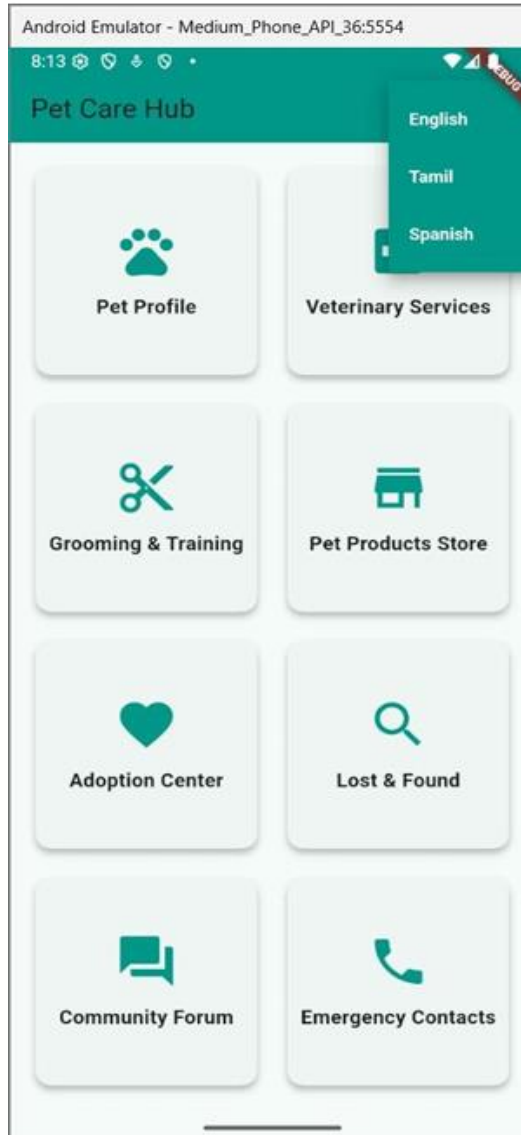 Android Emulator - Medium_Phone_API_36:5554
8:13
Pet Care Hub
English
Tamil
Spanish
Pet Profile
Veterinary Services
Grooming & Training
Pet Products Store
Adoption Center
Lost & Found
Community Forum
Emergency Contacts